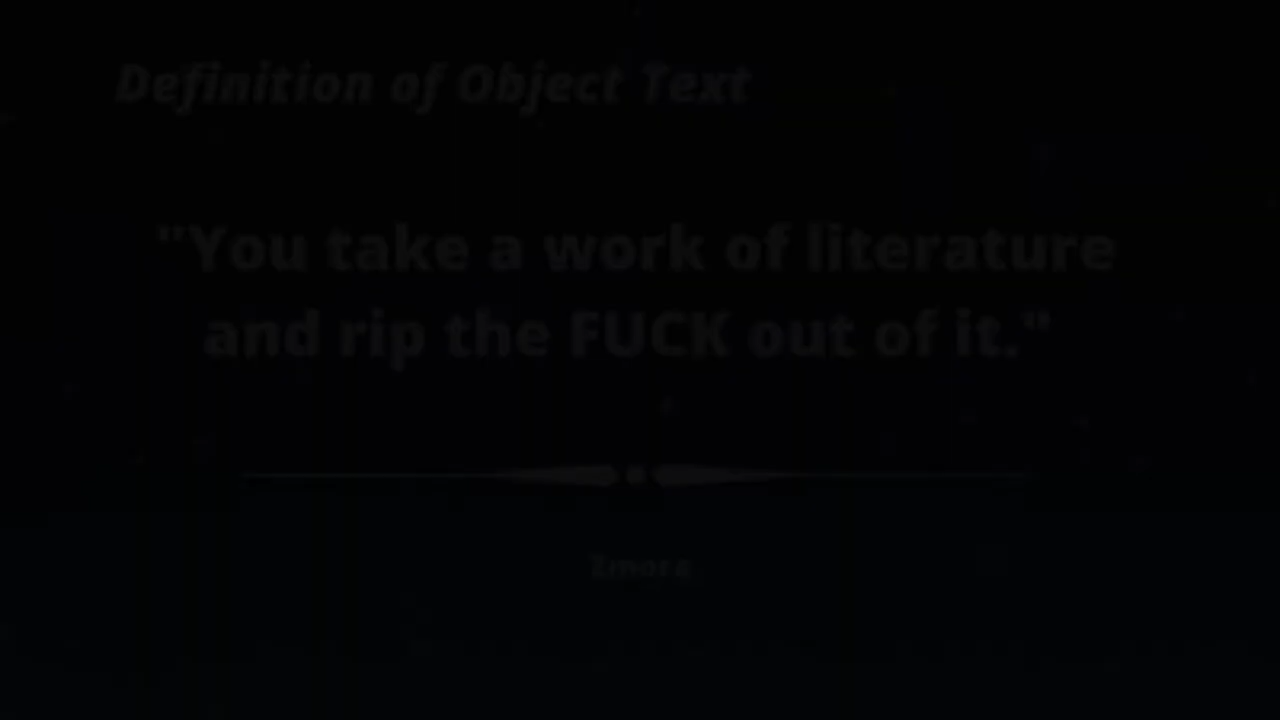 Definition of Object Text
"You take a work of literature
and rip the FUCK out of it."